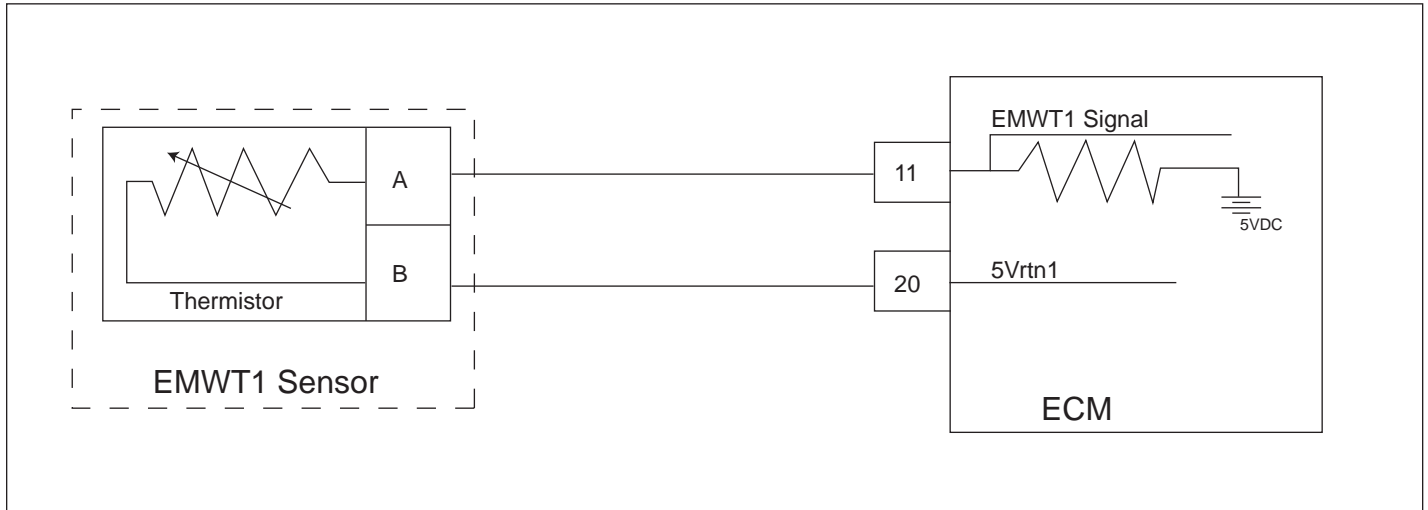 EMWT1 Signal
A
11
5VDC
B
20
5Vrtn1
Thermistor
EMWT1 Sensor
ECM